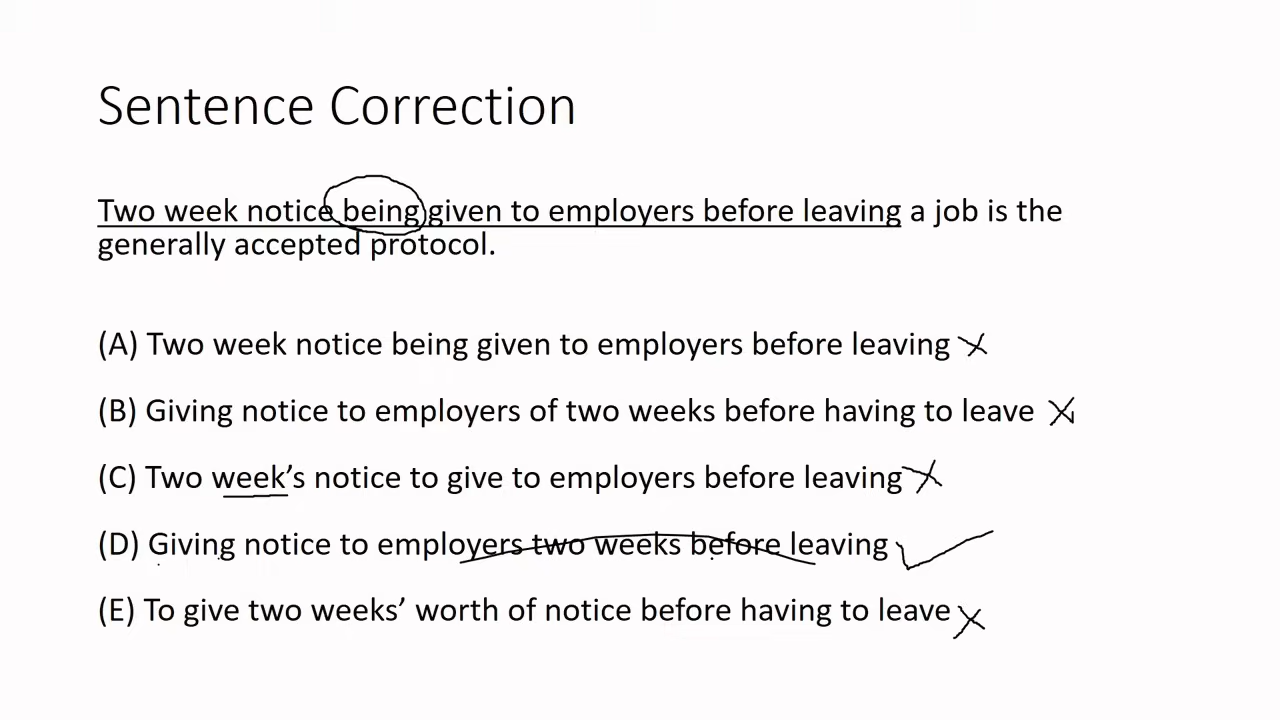 Sentence Correction
Two week notice being given to employers before leaving a job is the
generally accepted protocol.
(A) Two week notice being given to employers before leaving
(B) Giving notice to employers of two weeks before having to leave
(C) Two week’s notice to give to employers before leaving
(D) Giving notice to employers two weeks before leaving
(E) To give two weeks’ worth of notice before having to leave